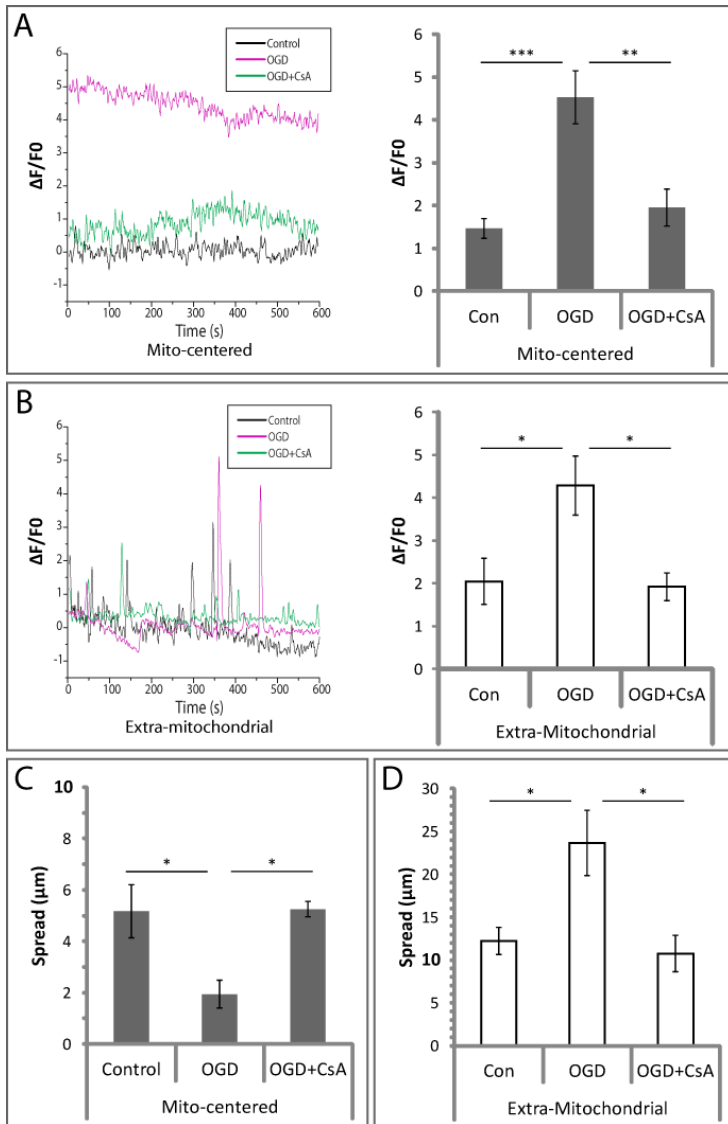 A
Control
OGD
OGD+CsA
ΔF/F0
6
5
4
3
2
1
0
-1
0 100 200 300 400 500 600
Time (s)
Mito-centered
ΔF/F0
6
5
4
3
2
1
0
*** **
Con OGD OGD+CsA
Mito-centered
B
Control
OGD
OGD+CsA
ΔF/F0
6
5
4
3
2
1
0
-1
0 100 200 300 400 500 600
Time (s)
Extra-mitochondrial
ΔF/F0
6
5
4
3
2
1
0
* *
Con OGD OGD+CsA
Extra-Mitochondrial
C
Spread (μm)
10
8
6
4
2
0
* *
Control OGD OGD+CsA
Mito-centered
D
Spread (μm)
30
25
20
15
10
5
0
* *
Con OGD OGD+CsA
Extra-Mitochondrial